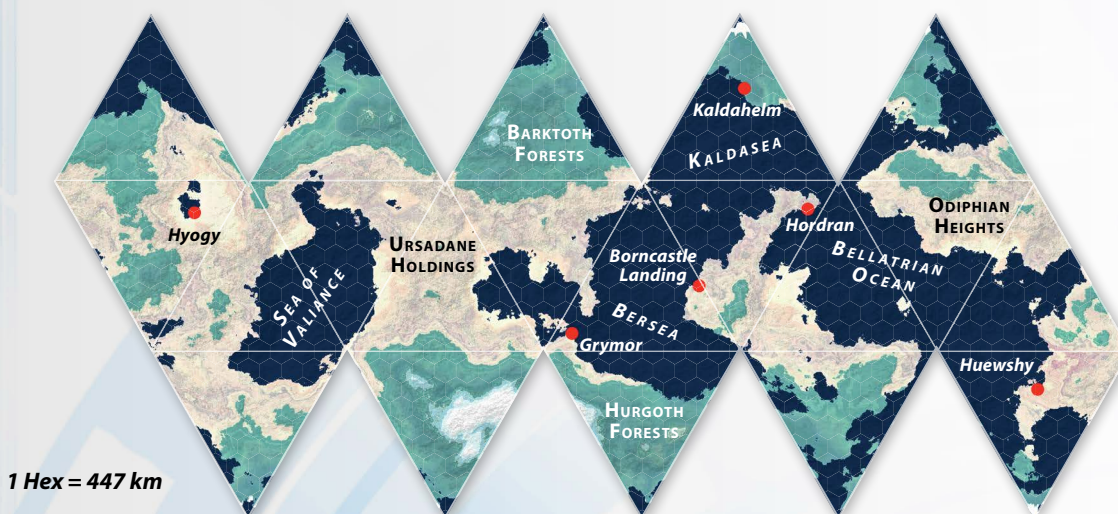 Kaldahelm
BARKTOTH
FORESTS
KALDASEA
Hyogy
ODIPHIAN
HEIGHTS
Hordran
URSADANE
HOLDINGS
Borncastle
Landing
BELLATRIAN
OCEAN
SEA OF
VALIANCE
BERSEA
Grymor
Huewshy
HURGOTH
FORESTS
1 Hex = 447 km